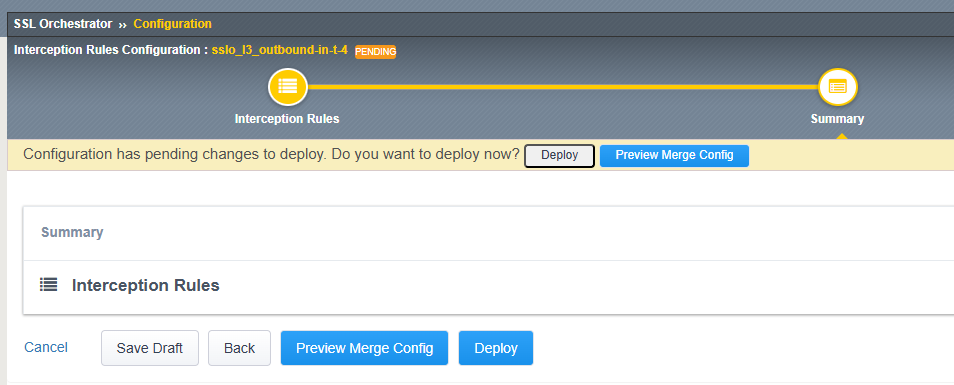 SSL Orchestrator ›› Configuration
Interception Rules Configuration : sslo_l3_outbound-in-t-4 PENDING
Interception Rules
Summary
Configuration has pending changes to deploy. Do you want to deploy now? Deploy Preview Merge Config
Summary
Interception Rules
Cancel Save Draft Back Preview Merge Config Deploy